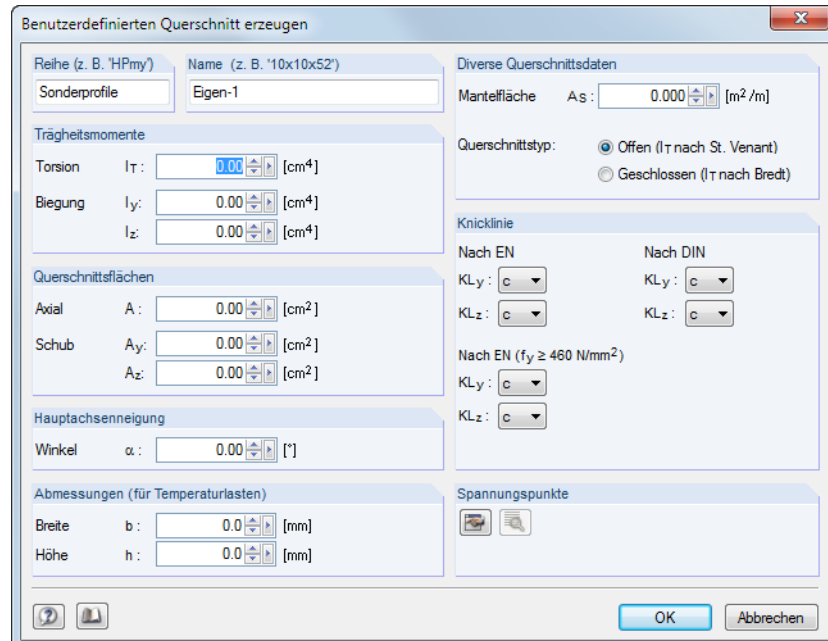 Benutzerdefinierten Querschnitt erzeugen
Reihe (z. B. 'HPmy')
Sonderprofile
Name (z. B. '10x10x52')
Eigen-1
Trägheitsmomente
Torsion IT : 0.00 [cm4]
Biegung Iy: 0.00 [cm4]
Iz: 0.00 [cm4]
Querschnittsflächen
Axial A : 0.00 [cm2]
Schub Ay: 0.00 [cm2]
Az: 0.00 [cm2]
Hauptachsenneigung
Winkel α : 0.00 [°]
Abmessungen (für Temperaturlasten)
Breite b : 0.0 [mm]
Höhe h : 0.0 [mm]
Diverse Querschnittsdaten
Mantelfläche As : 0.000 [m2/m]
Querschnittstyp: Offen (IT nach St. Venant)
Geschlossen (IT nach Bredt)
Knicklinie
Nach EN
KLy : c
KLz : c
Nach DIN
KLy : c
KLz : c
Nach EN (fy ≥ 460 N/mm2)
KLy : c
KLz : c
Spannungspunkte
OK
Abbrechen